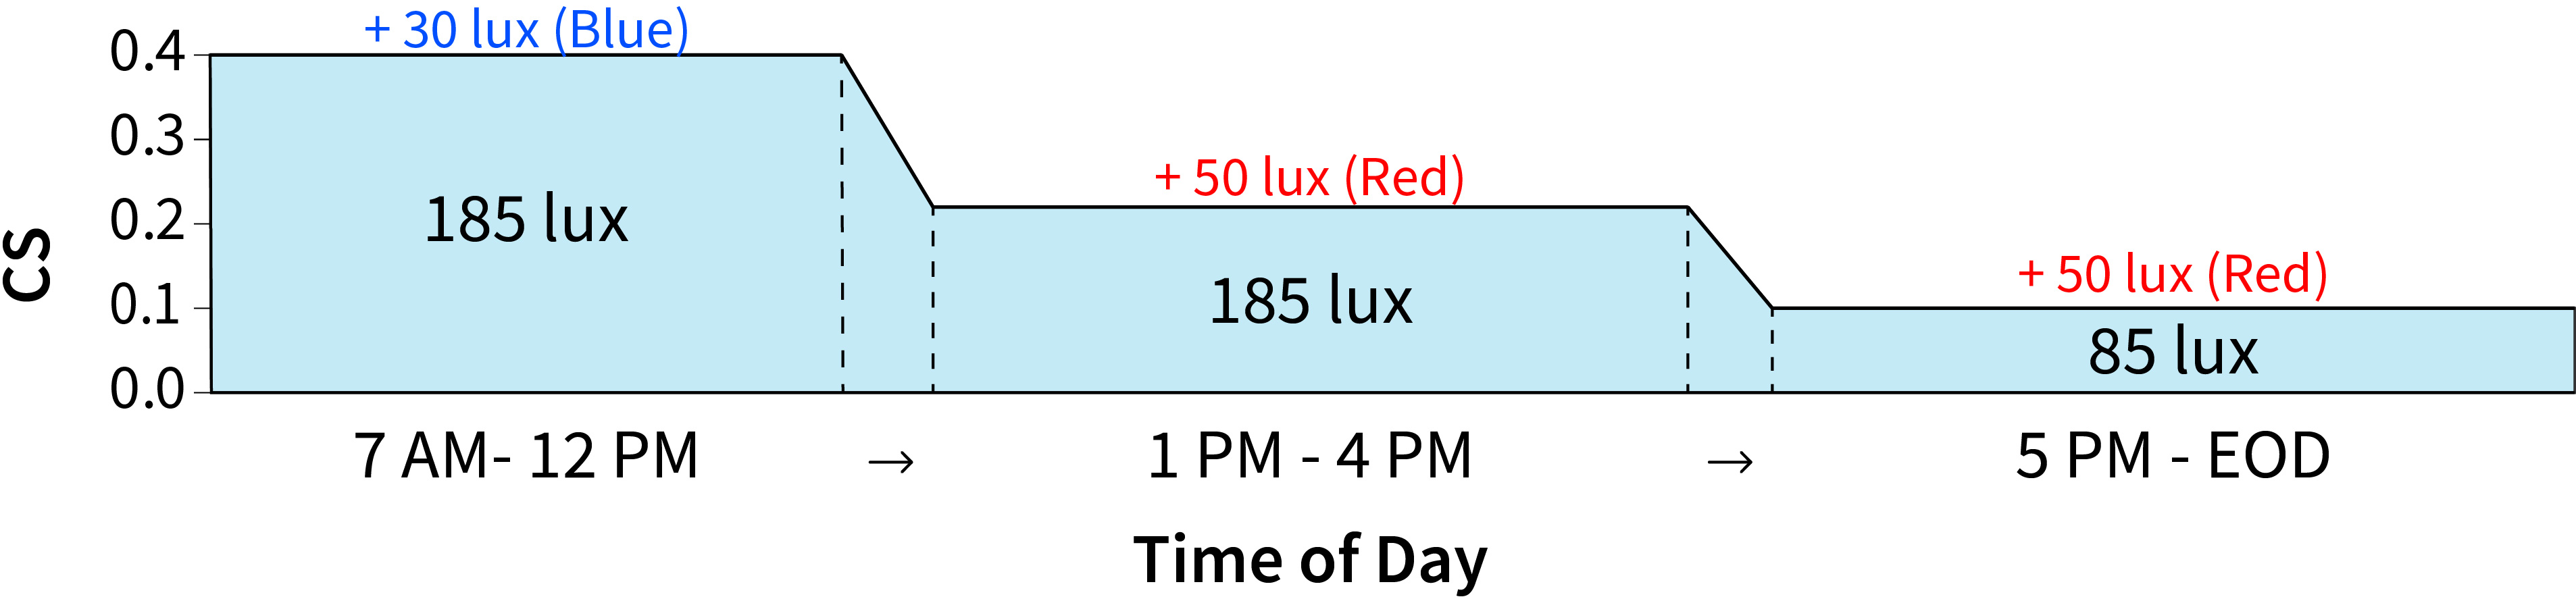 + 30 lux (Blue)
0.4
0.3
0.2
0.1
0.0
CS
185 lux
+ 50 lux (Red)
185 lux
+ 50 lux (Red)
85 lux
7 AM- 12 PM → 1 PM - 4 PM → 5 PM - EOD
Time of Day